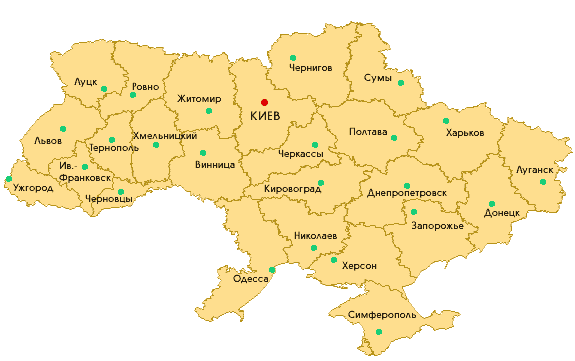 Чернигов
Сумы
Луцк
Ровно
Житомир
КИЕВ
Львов
Тернополь
Хмельницкий
Винница
Черкассы
Полтава
Харьков
Ив.-
Франковск
Ужгород
Черновцы
Кировоград
Днепропетровск
Луганск
Донецк
Запорожье
Николаев
Херсон
Одесса
Симферополь